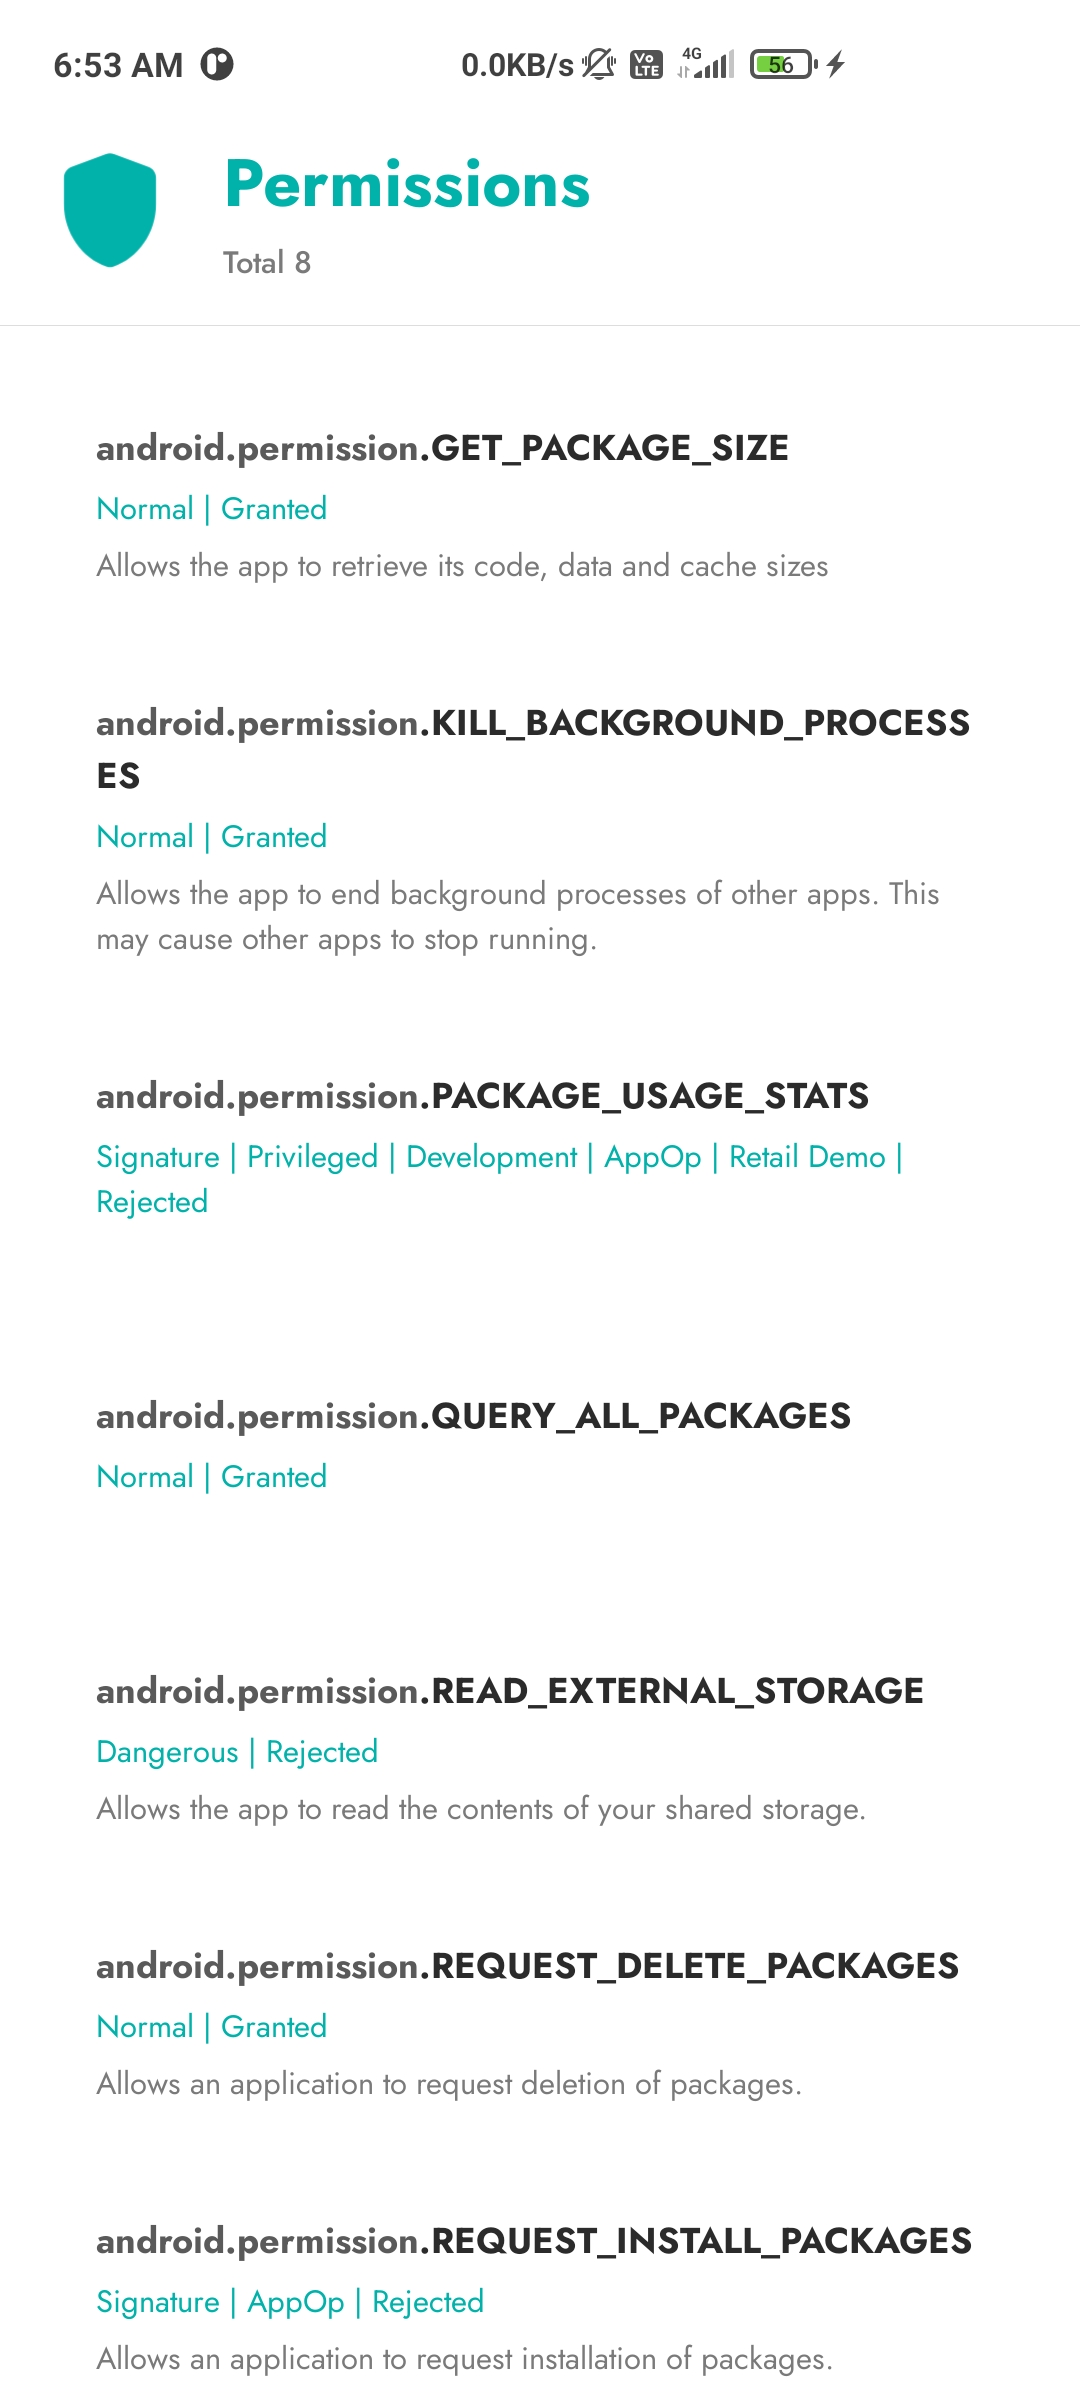 6:53 AM 0.0KB/s Vo LTE 4G 56
Permissions
Total 8
android.permission.GET_PACKAGE_SIZE
Normal | Granted
Allows the app to retrieve its code, data and cache sizes
android.permission.KILL_BACKGROUND_PROCESS
ES
Normal | Granted
Allows the app to end background processes of other apps. This
may cause other apps to stop running.
android.permission.PACKAGE_USAGE_STATS
Signature | Privileged | Development | AppOp | Retail Demo |
Rejected
android.permission.QUERY_ALL_PACKAGES
Normal | Granted
android.permission.READ_EXTERNAL_STORAGE
Dangerous | Rejected
Allows the app to read the contents of your shared storage.
android.permission.REQUEST_DELETE_PACKAGES
Normal | Granted
Allows an application to request deletion of packages.
android.permission.REQUEST_INSTALL_PACKAGES
Signature | AppOp | Rejected
Allows an application to request installation of packages.